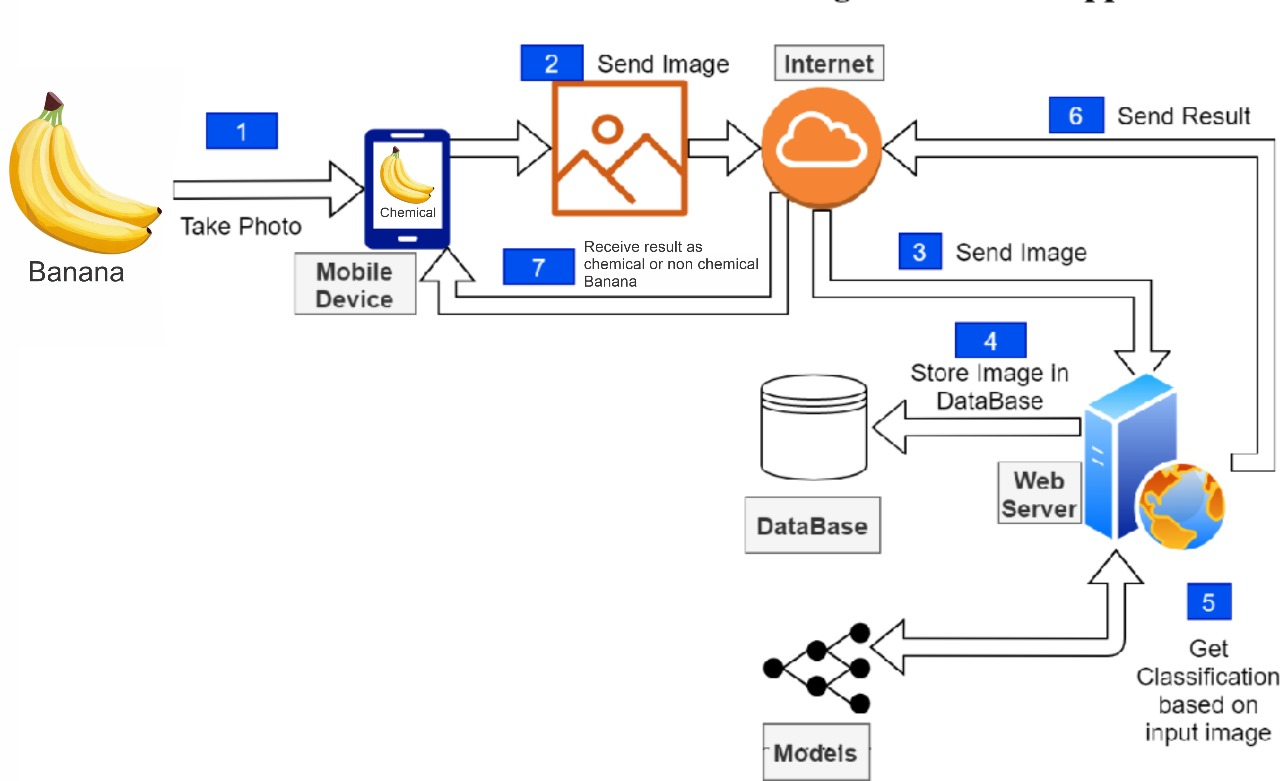 1
Take Photo
Banana
Chemical
Mobile
Device
2
Send Image
Internet
6
Send Result
7
Receive result as
chemical or non chemical
Banana
3
Send Image
4
Store Image in
DataBase
DataBase
Web
Server
5
Get
Classification
based on
input image
Models